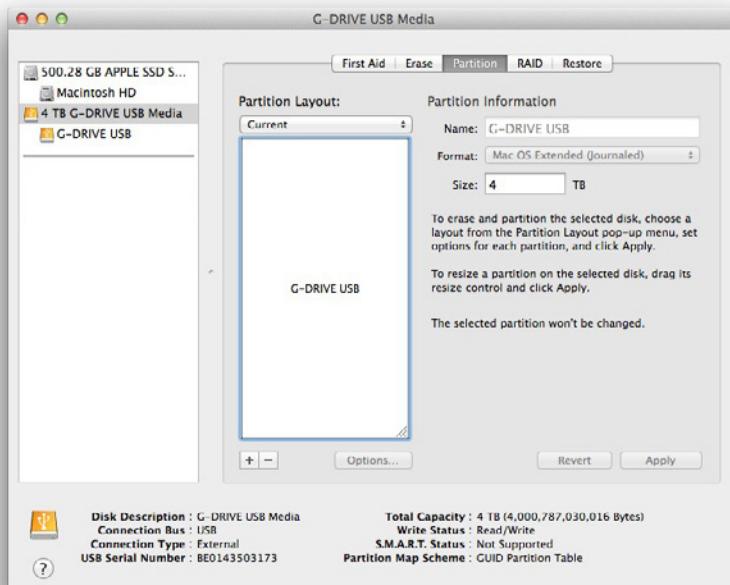 G-DRIVE USB Media
500.28 GB APPLE SSD S...
Macintosh HD
4 TB G-DRIVE USB Media
G-DRIVE USB
First Aid Erase Partition RAID Restore
Partition Layout:
Current
G-DRIVE USB
+ −
Options...
Partition Information
Name: G-DRIVE USB
Format: Mac OS Extended (Journaled)
Size: 4 TB
To erase and partition the selected disk, choose a
layout from the Partition Layout pop-up menu, set
options for each partition, and click Apply.
To resize a partition on the selected disk, drag its
resize control and click Apply.
The selected partition won't be changed.
Revert Apply
Disk Description : G-DRIVE USB Media
Connection Bus : USB
Connection Type : External
USB Serial Number : BE0143503173
Total Capacity : 4 TB (4,000,787,030,016 Bytes)
Write Status : Read/Write
S.M.A.R.T. Status : Not Supported
Partition Map Scheme : GUID Partition Table
?